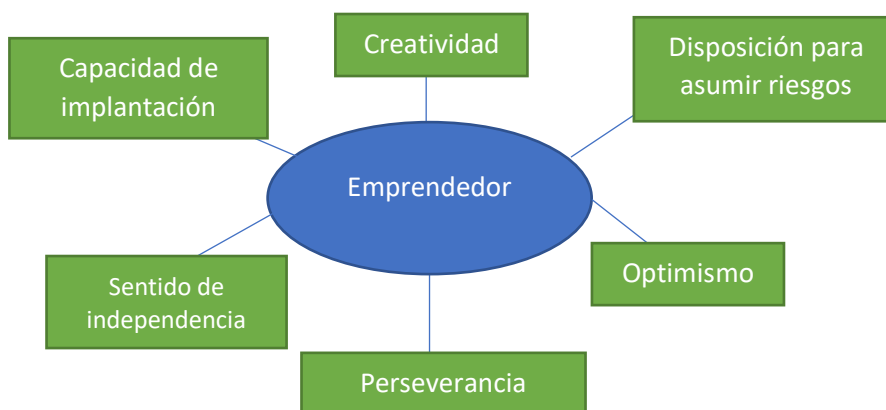 Creatividad
Capacidad de
implantación
Disposición para
asumir riesgos
Emprendedor
Sentido de
independencia
Optimismo
Perseverancia